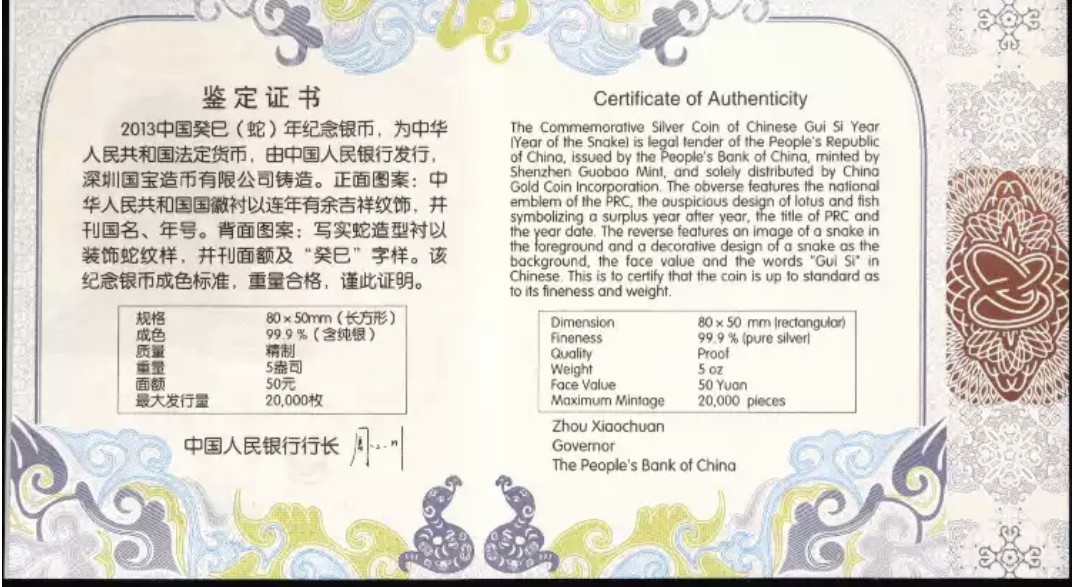 鉴定证书
2013中国癸巳（蛇）年纪念银币，为中华
人民共和国法定货币，由中国人民银行发行，
深圳国宝造币有限公司铸造。正面图案：中
华人民共和国国徽衬以连年有余吉祥纹饰，并
刊国名、年号。背面图案：写实蛇造型衬以
装饰蛇纹样，并刊面额及“癸巳”字样。该
纪念银币成色标准，重量合格，谨此证明。
规格 80×50mm（长方形）
成色 99.9％（含纯银）
质量 精制
重量 5盎司
面额 50元
最大发行量 20,000枚
中国人民银行行长
Certificate of Authenticity
The Commemorative Silver Coin of Chinese Gui Si Year
(Year of the Snake) is legal tender of the People's Republic
of China, issued by the People's Bank of China, minted by
Shenzhen Guobao Mint, and solely distributed by China
Gold Coin Incorporation. The obverse features the national
emblem of the PRC, the auspicious design of lotus and fish
symbolizing a surplus year after year, the title of PRC and
the year date. The reverse features an image of a snake in
the foreground and a decorative design of a snake as the
background, the face value and the words "Gui Si" in
Chinese. This is to certify that the coin is up to standard as
to its fineness and weight.
Dimension 80×50 mm (rectangular)
Fineness 99.9 % (pure silver)
Quality Proof
Weight 5 oz
Face Value 50 Yuan
Maximum Mintage 20,000 pieces
Zhou Xiaochuan
Governor
The People's Bank of China